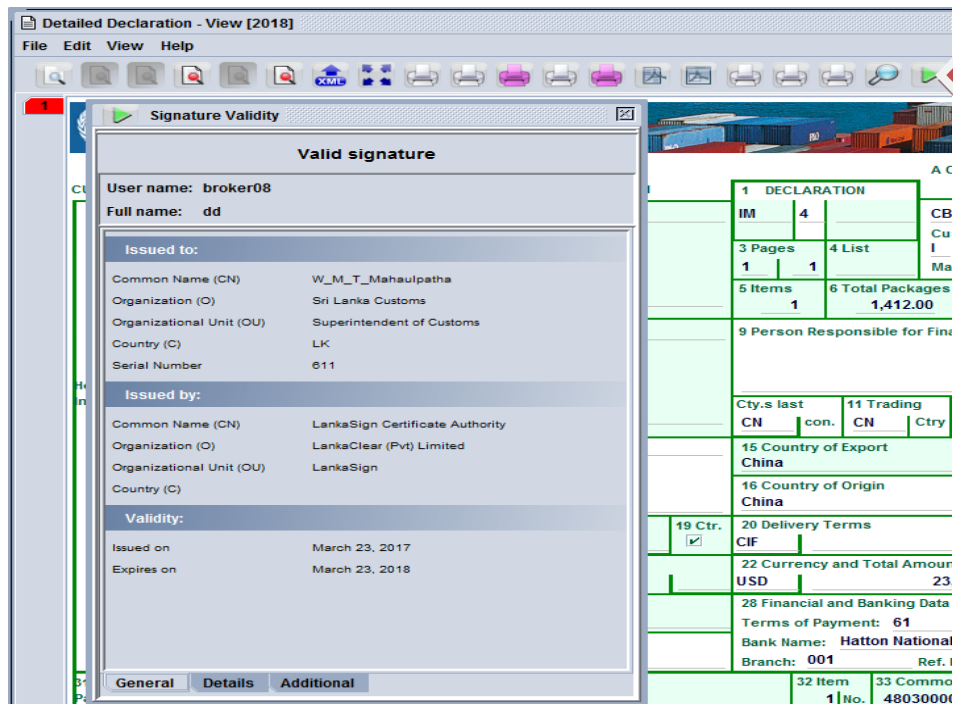 Detailed Declaration - View [2018]
File Edit View Help
XML
1
Signature Validity
Valid signature
User name: broker08
Full name: dd
Issued to:
Common Name (CN) W_M_T_Mahaulpatha
Organization (O) Sri Lanka Customs
Organizational Unit (OU) Superintendent of Customs
Country (C) LK
Serial Number 611
Issued by:
Common Name (CN) LankaSign Certificate Authority
Organization (O) LankaClear (Pvt) Limited
Organizational Unit (OU) LankaSign
Country (C)
Validity:
Issued on March 23, 2017
Expires on March 23, 2018
General Details Additional
A C
1 DECLARATION
IM 4 CB
Cu
3 Pages 4 List I
1 1 Ma
5 Items 6 Total Packages
1 1,412.00
9 Person Responsible for Fina
Cty.s last 11 Trading
CN con. CN Ctry
15 Country of Export
China
16 Country of Origin
China
19 Ctr. 20 Delivery Terms
CIF
22 Currency and Total Amoun
USD 23.
28 Financial and Banking Data
Terms of Payment: 61
Bank Name: Hatton National
Branch: 001 Ref.
32 Item 33 Commo
1 No. 4803000